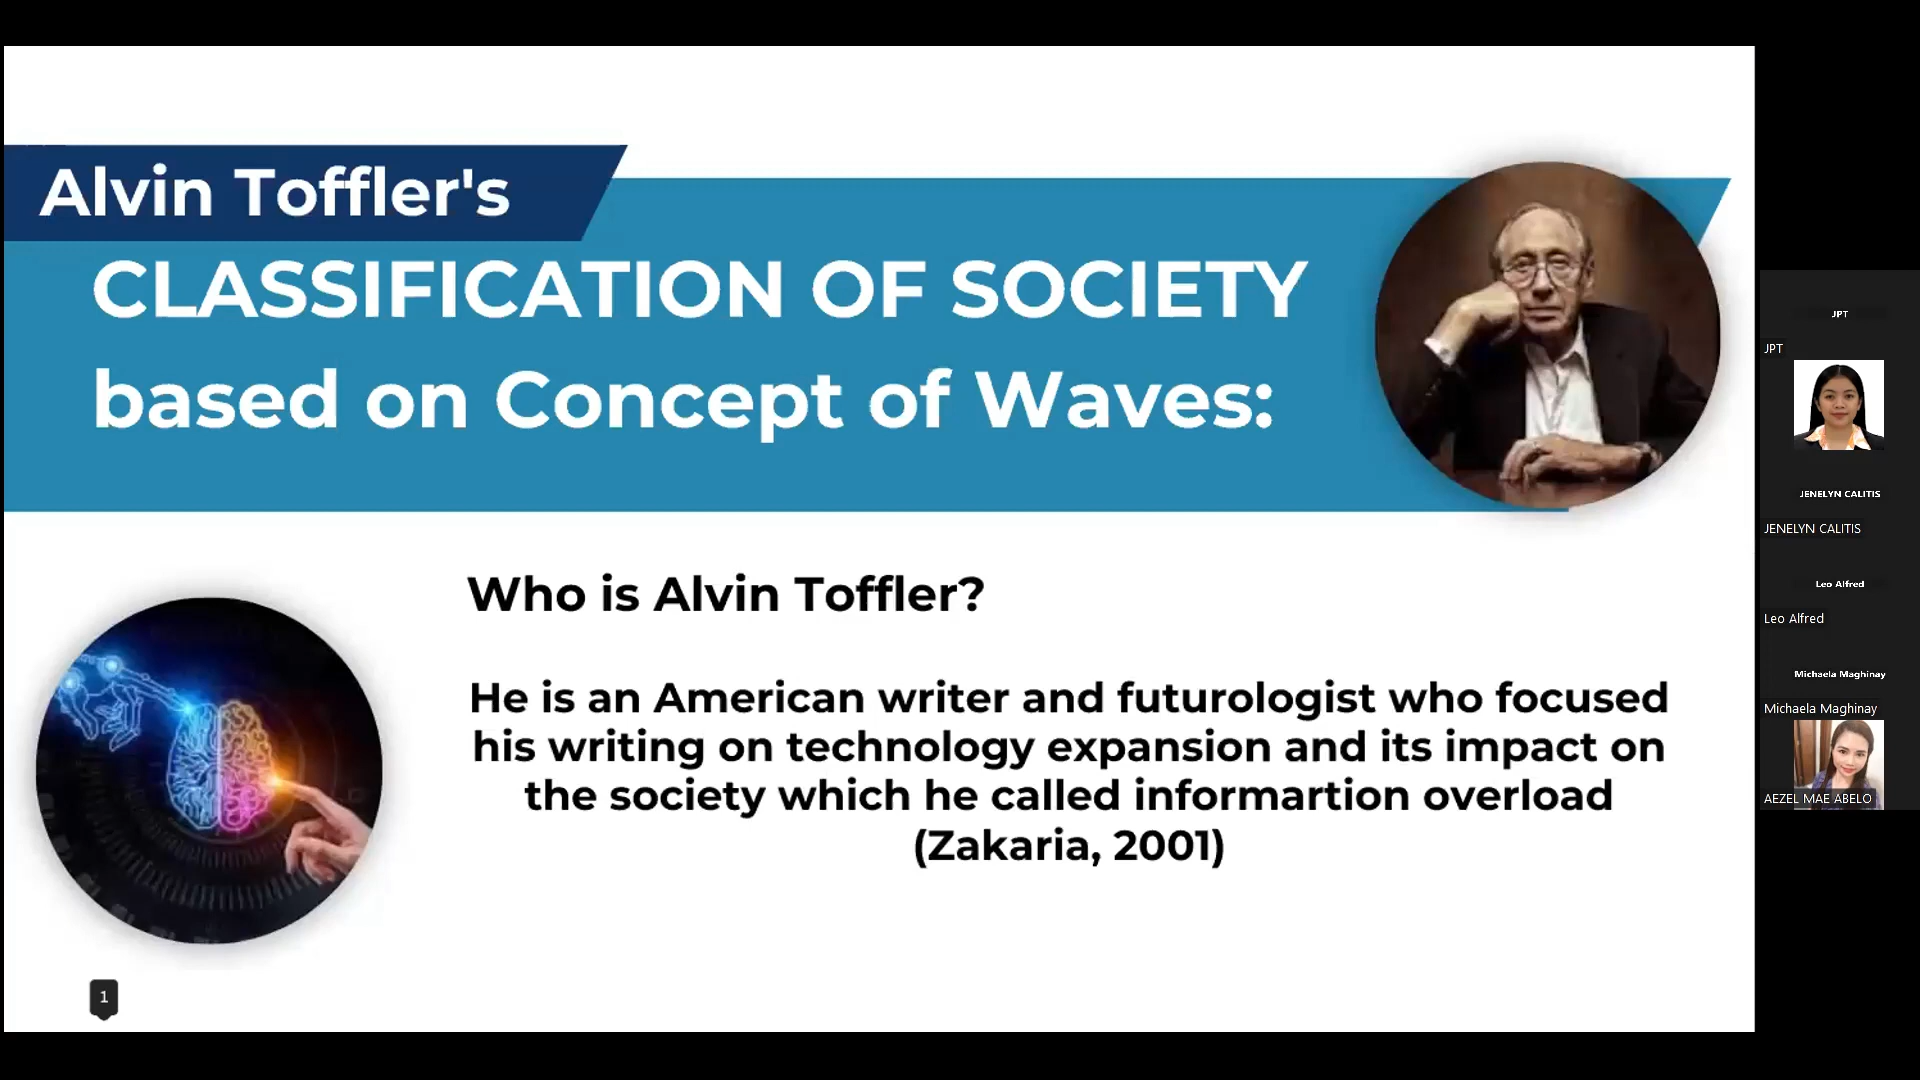 Alvin Toffler's
CLASSIFICATION OF SOCIETY
based on Concept of Waves:
Who is Alvin Toffler?
He is an American writer and futurologist who focused
his writing on technology expansion and its impact on
the society which he called informartion overload
(Zakaria, 2001)
1
JPT
JPT
JENELYN CALITIS
JENELYN CALITIS
Leo Alfred
Leo Alfred
Michaela Maghinay
Michaela Maghinay
AEZEL MAE ABELO